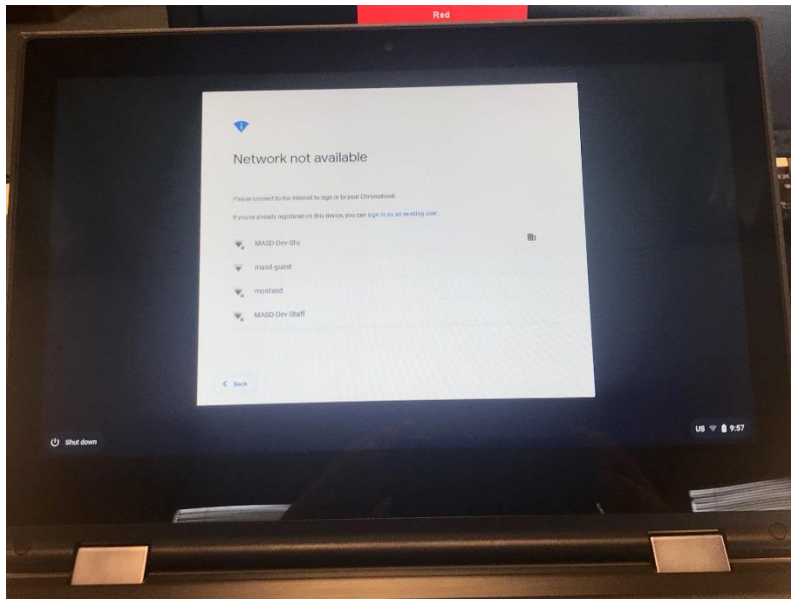 Red
Network not available
Please connect to the Internet to sign in to your Chromebook
If you've already registered on this device, you can sign in as an existing user
MASD-Dev-Stu
masd-guest
montasd
MASD-Dev-Staff
Back
US 9:57
Shut down